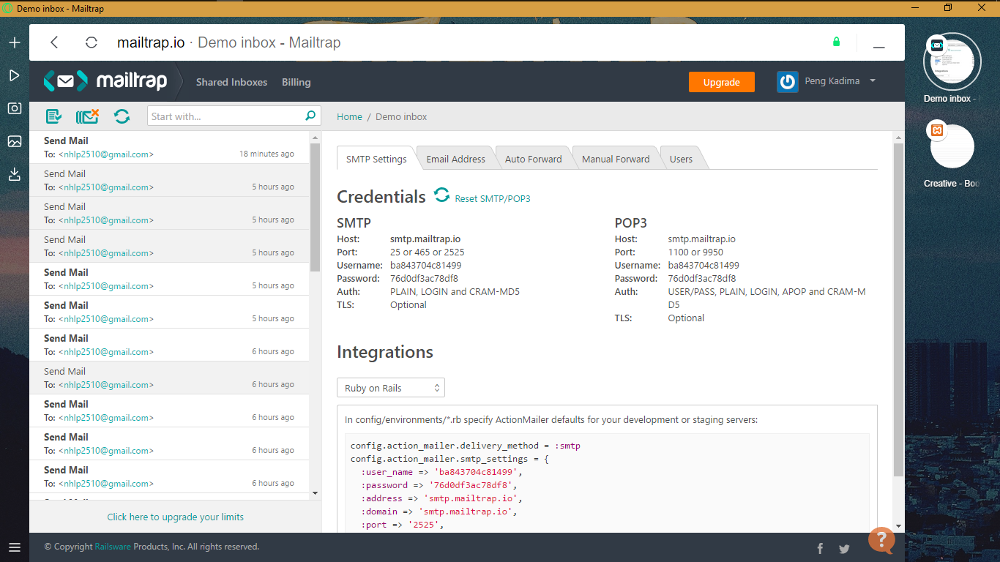 Demo inbox - Mailtrap
mailtrap.io · Demo inbox - Mailtrap
mailtrap
Shared Inboxes
Billing
Upgrade
Peng Kadima
Start with...
Home / Demo inbox
Send Mail
To: <nhlp2510@gmail.com>
18 minutes ago
Send Mail
To: <nhlp2510@gmail.com>
5 hours ago
Send Mail
To: <nhlp2510@gmail.com>
5 hours ago
Send Mail
To: <nhlp2510@gmail.com>
5 hours ago
Send Mail
To: <nhlp2510@gmail.com>
5 hours ago
Send Mail
To: <nhlp2510@gmail.com>
5 hours ago
Send Mail
To: <nhlp2510@gmail.com>
6 hours ago
Send Mail
To: <nhlp2510@gmail.com>
6 hours ago
Send Mail
To: <nhlp2510@gmail.com>
6 hours ago
Send Mail
To: <nhlp2510@gmail.com>
6 hours ago
Send Mail
To: <nhlp2510@gmail.com>
6 hours ago
Click here to upgrade your limits
SMTP Settings
Email Address
Auto Forward
Manual Forward
Users
Credentials
Reset SMTP/POP3
SMTP
Host: smtp.mailtrap.io
Port: 25 or 465 or 2525
Username: ba843704c81499
Password: 76d0df3ac78df8
Auth: PLAIN, LOGIN and CRAM-MD5
TLS: Optional
POP3
Host: smtp.mailtrap.io
Port: 1100 or 9950
Username: ba843704c81499
Password: 76d0df3ac78df8
Auth: USER/PASS, PLAIN, LOGIN, APOP and CRAM-M
D5
TLS: Optional
Integrations
Ruby on Rails
In config/environments/*.rb specify ActionMailer defaults for your development or staging servers:
config.action_mailer.delivery_method = :smtp
config.action_mailer.smtp_settings = {
:user_name => 'ba843704c81499',
:password => '76d0df3ac78df8',
:address => 'smtp.mailtrap.io',
:domain => 'smtp.mailtrap.io',
:port => '2525',
© Copyright Railsware Products, Inc. All rights reserved.
?
Demo inbox -
Creative - Boo